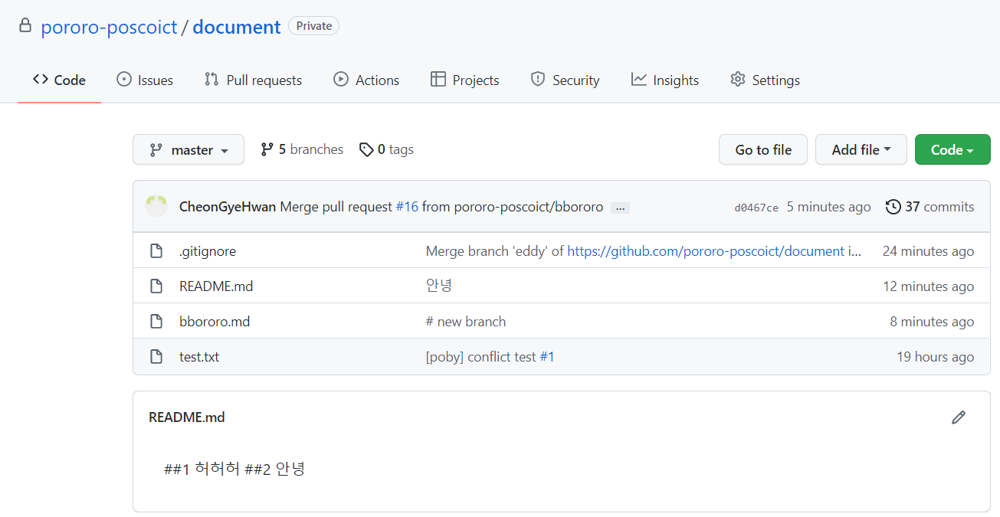 pororo-poscoict / document Private
Code Issues Pull requests Actions Projects Security Insights Settings
master 5 branches 0 tags Go to file Add file Code
CheonGyeHwan Merge pull request #16 from pororo-poscoict/bbororo ... d0467ce 5 minutes ago 37 commits
.gitignore Merge branch 'eddy' of https://github.com/pororo-poscoict/document i... 24 minutes ago
README.md 안녕 12 minutes ago
bbororo.md # new branch 8 minutes ago
test.txt [poby] conflict test #1 19 hours ago
README.md
##1 허허허 ##2 안녕